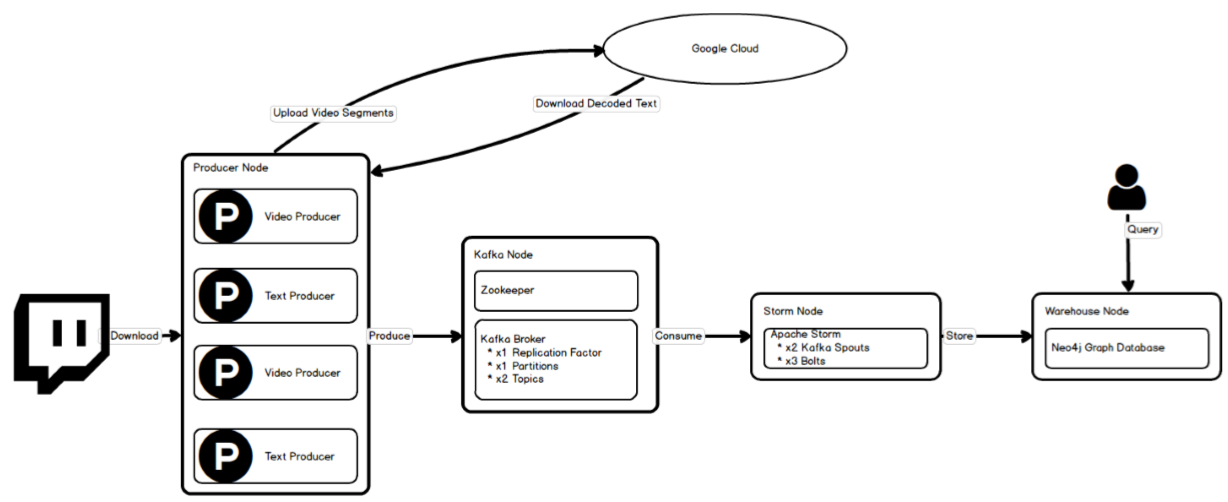 Google Cloud
Upload Video Segments
Download Decoded Text
Producer Node
P Video Producer
P Text Producer
P Video Producer
P Text Producer
Download
Produce
Kafka Node
Zookeeper
Kafka Broker
* x1 Replication Factor
* x1 Partitions
* x2 Topics
Consume
Storm Node
Apache Storm
* x2 Kafka Spouts
* x3 Bolts
Store
Query
Warehouse Node
Neo4j Graph Database